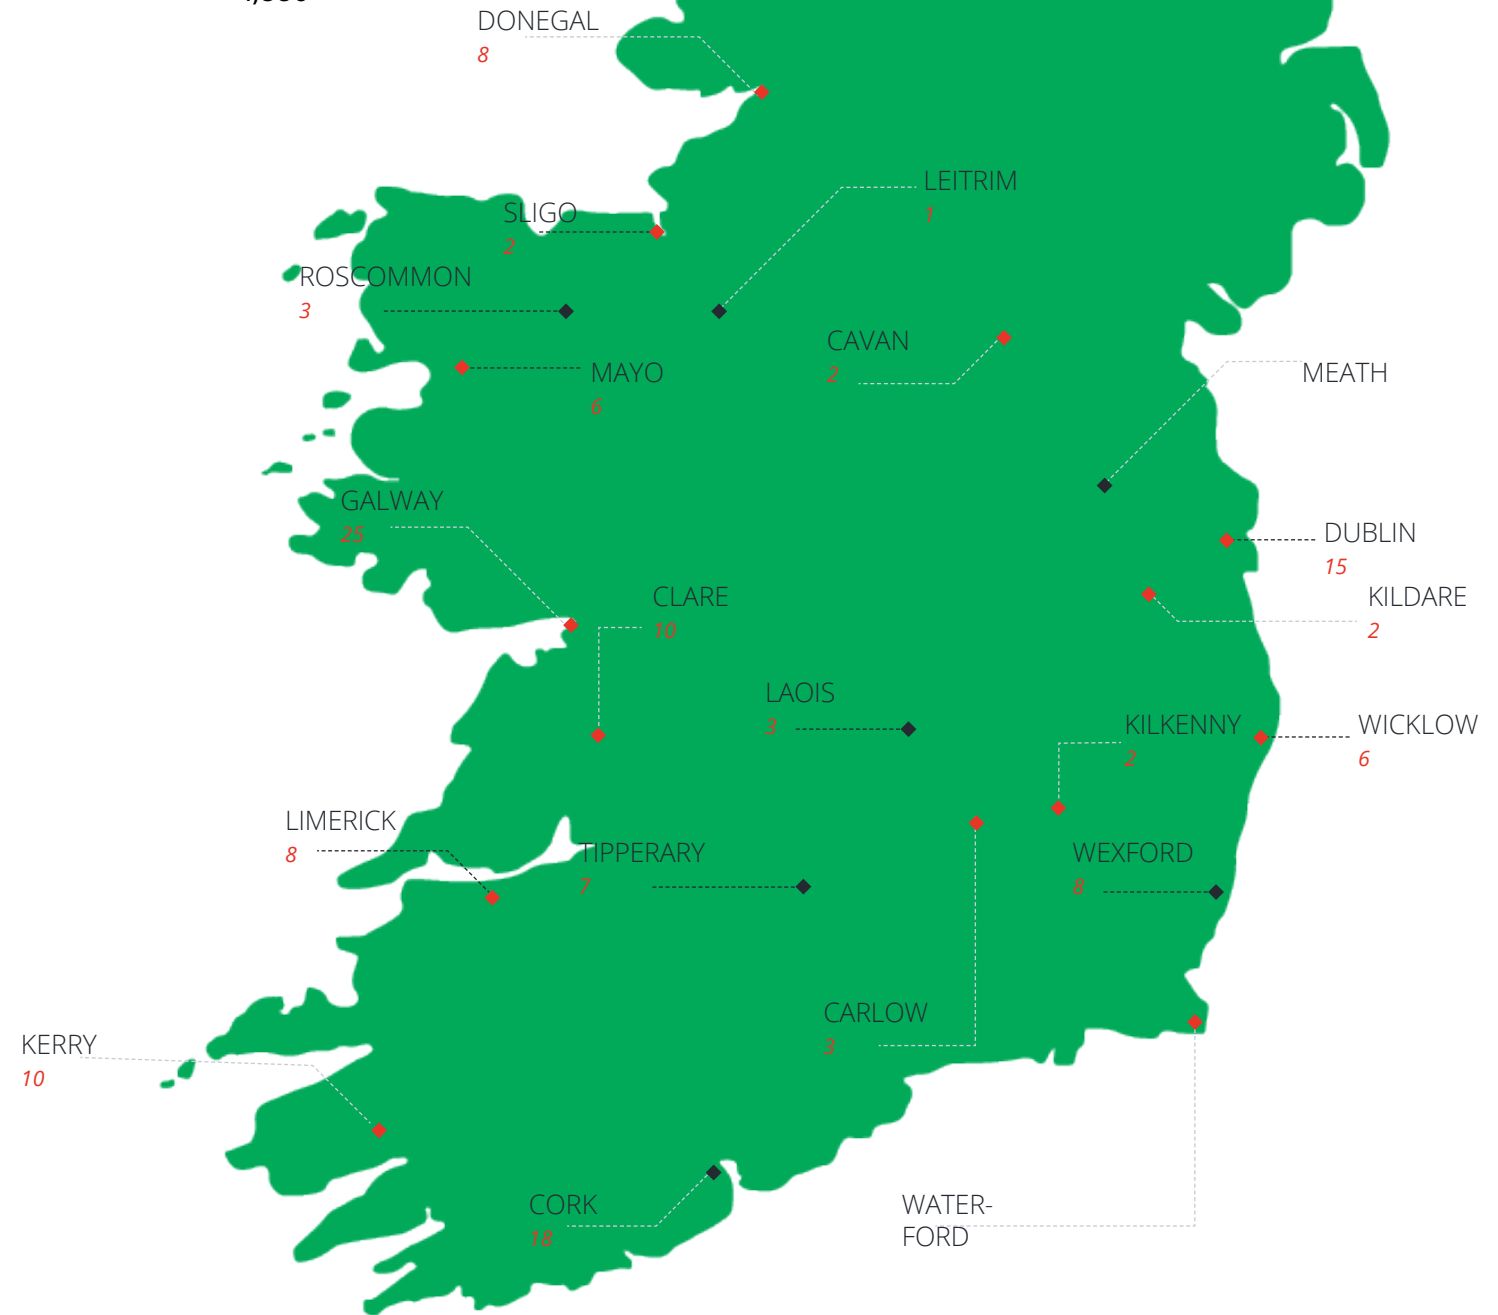 DONEGAL
8
LEITRIM
1
SLIGO
2
ROSCOMMON
3
CAVAN
2
MAYO
6
MEATH
GALWAY
25
DUBLIN
15
CLARE
10
KILDARE
2
LAOIS
3
KILKENNY
2
WICKLOW
6
LIMERICK
8
TIPPERARY
7
WEXFORD
8
CARLOW
3
KERRY
10
CORK
18
WATER-
FORD